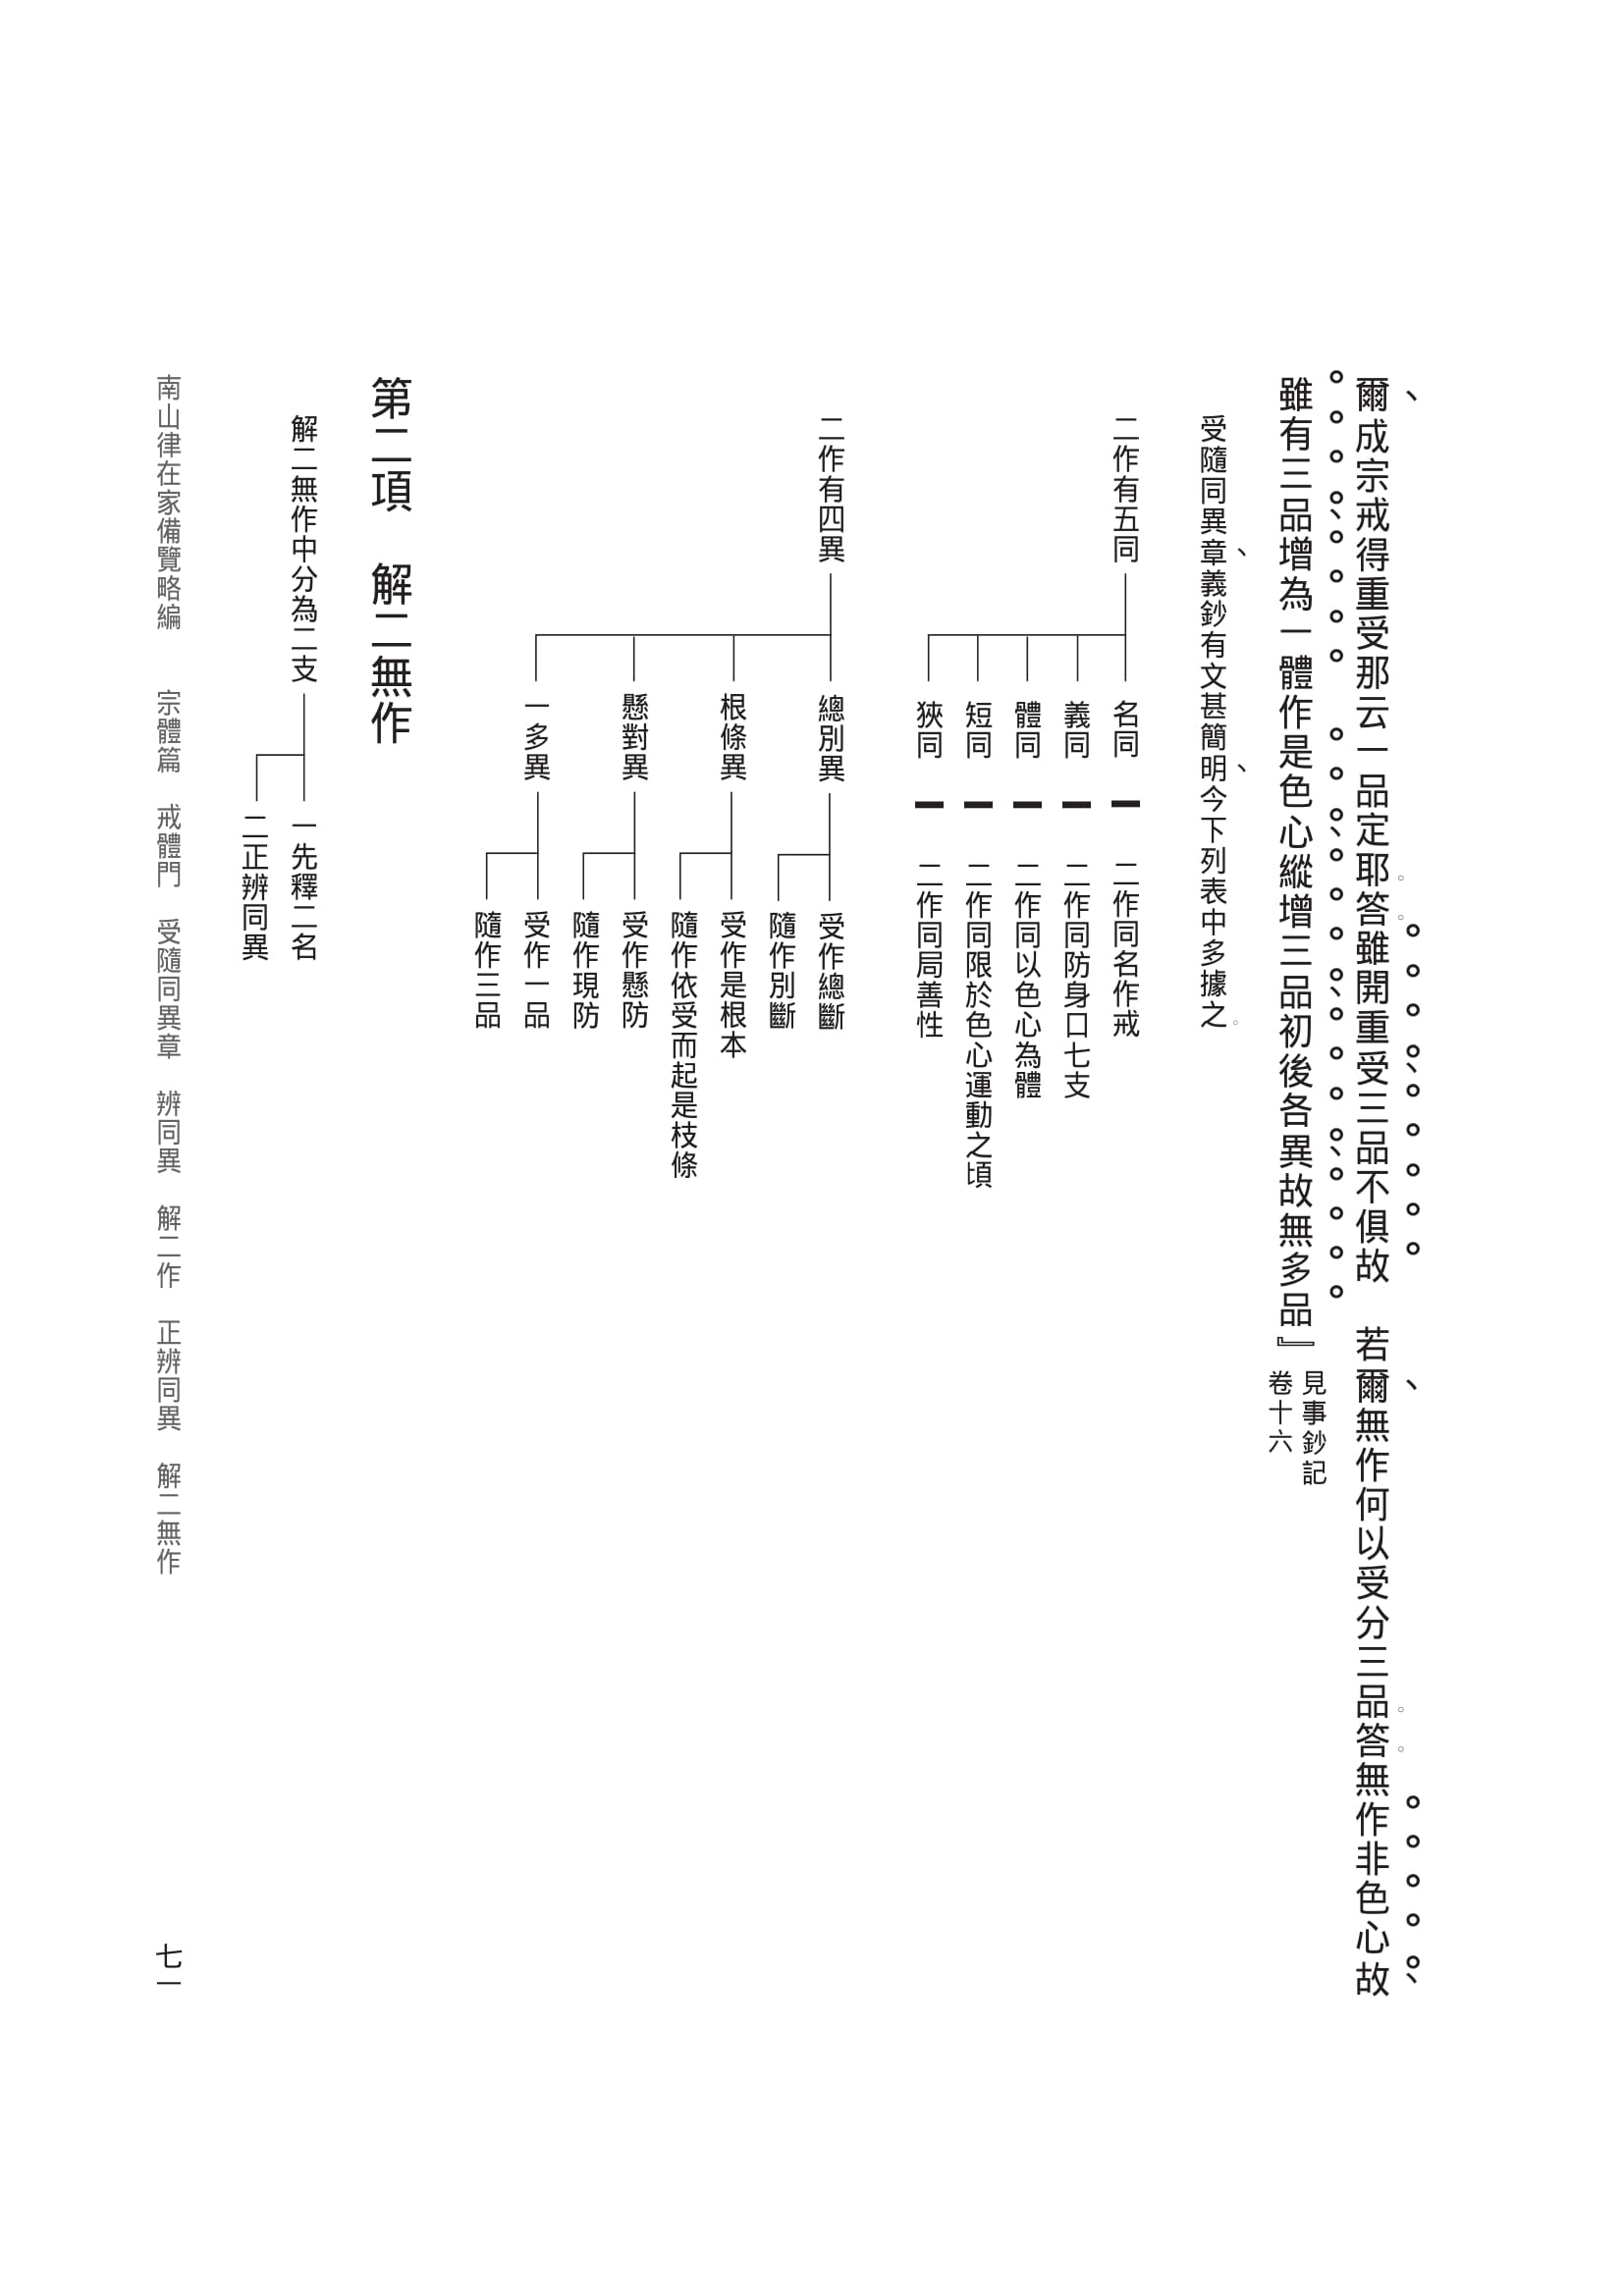 爾、成宗戒得重受那云一品定耶。答。雖開重受、三品不俱故 若爾、無作何以受分三品。答。無作非色心故、
雖有三品、增為一體 作是色心、縱增三品、初後各異、故無多品』
見事鈔記
卷十六
受隨同異章、義鈔有文甚簡明、今下列表中多據之。
二作有五同
名同 ー 二作同名作戒
義同 ー 二作同防身口七支
體同 ー 二作同以色心為體
短同 ー 二作同限於色心運動之頃
狹同 ー 二作同局善性
二作有四異
總別異
受作總斷
隨作別斷
根條異
受作是根本
隨作依受而起是枝條
懸對異
受作懸防
隨作現防
一多異
受作一品
隨作三品
第二項 解二無作
解二無作中分為二支
一先釋二名
二正辨同異
南山律在家備覽略編 宗體篇 戒體門 受隨同異章 辨同異 解二作 正辨同異 解二無作
七一